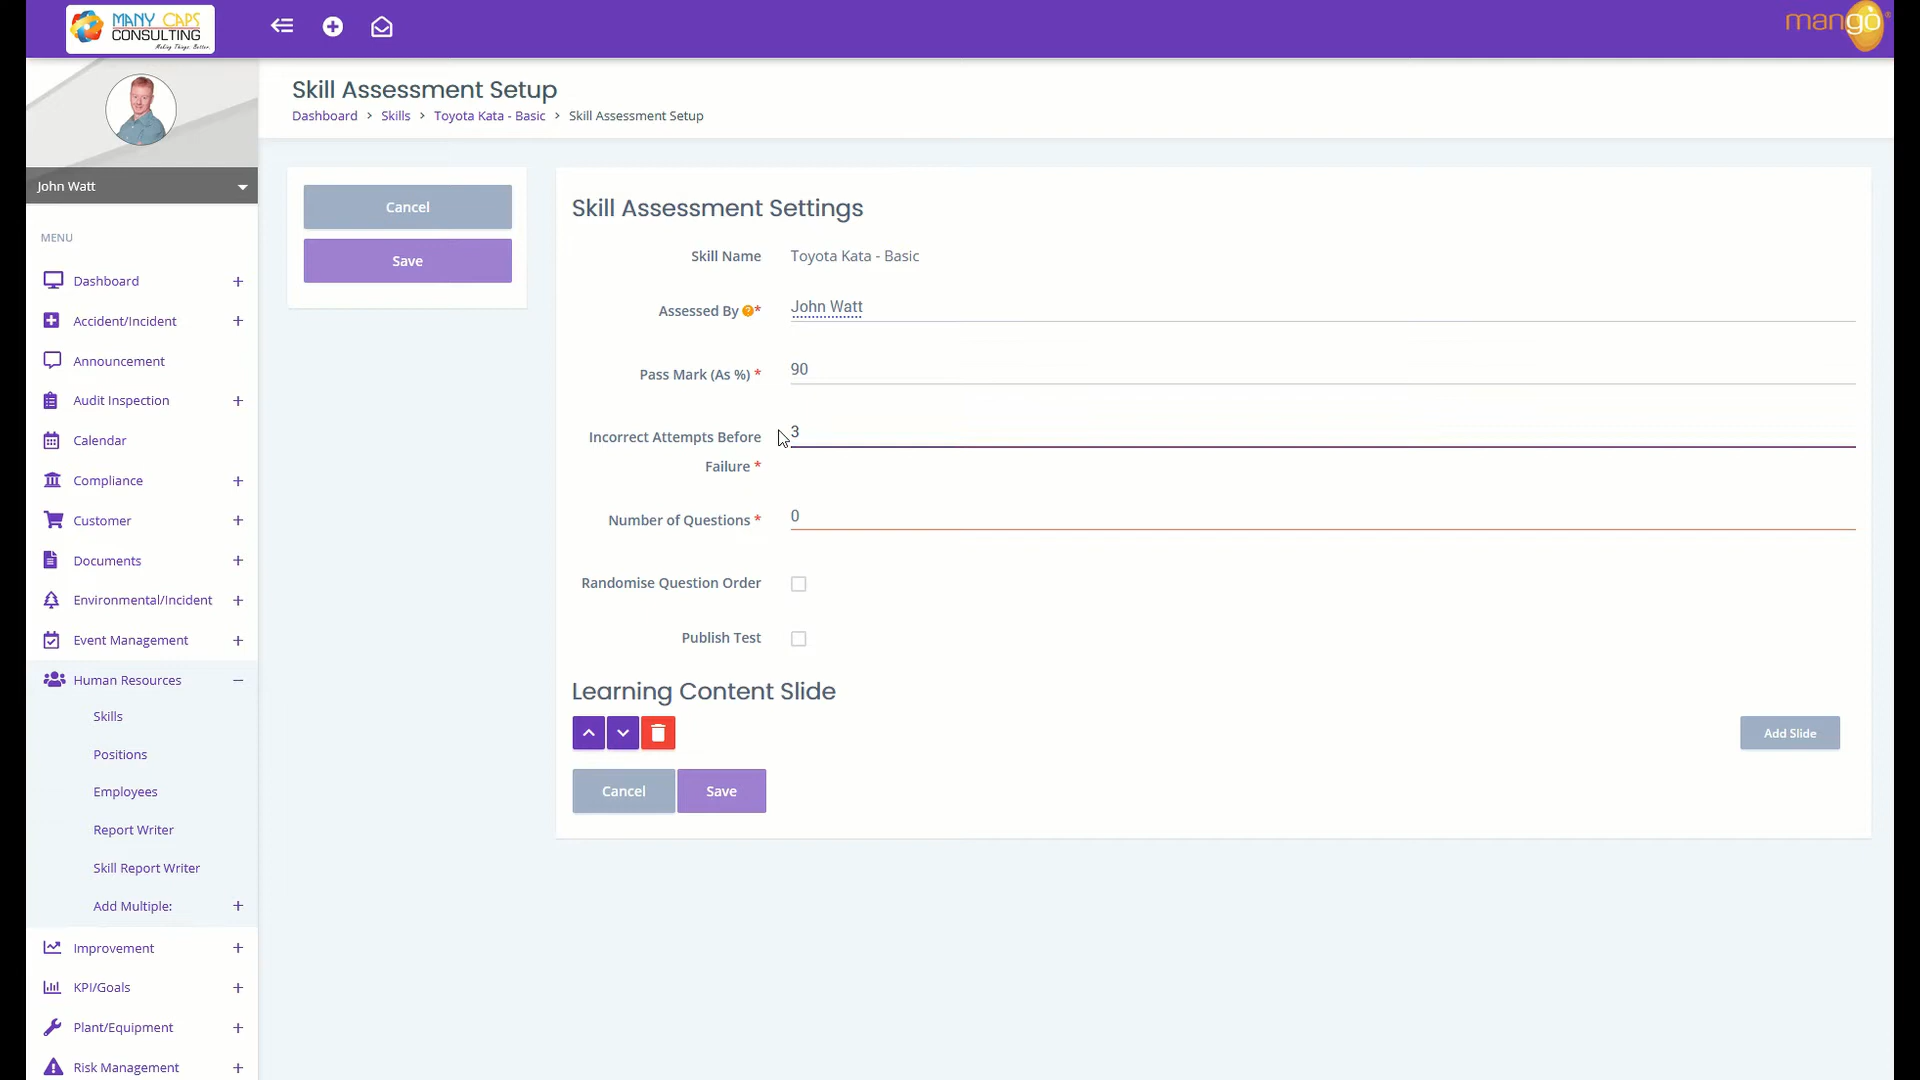 MANY CAPS
CONSULTING
Making Things. Better.
mango
John Watt
MENU
Dashboard
Accident/Incident
Announcement
Audit Inspection
Calendar
Compliance
Customer
Documents
Environmental/Incident
Event Management
Human Resources
Skills
Positions
Employees
Report Writer
Skill Report Writer
Add Multiple:
Improvement
KPI/Goals
Plant/Equipment
Risk Management
Skill Assessment Setup
Dashboard > Skills > Toyota Kata - Basic > Skill Assessment Setup
Cancel
Save
Skill Assessment Settings
Skill Name Toyota Kata - Basic
Assessed By ? * John Watt
Pass Mark (As %) * 90
Incorrect Attempts Before 3
Failure *
Number of Questions * 0
Randomise Question Order
Publish Test
Learning Content Slide
Add Slide
Cancel Save